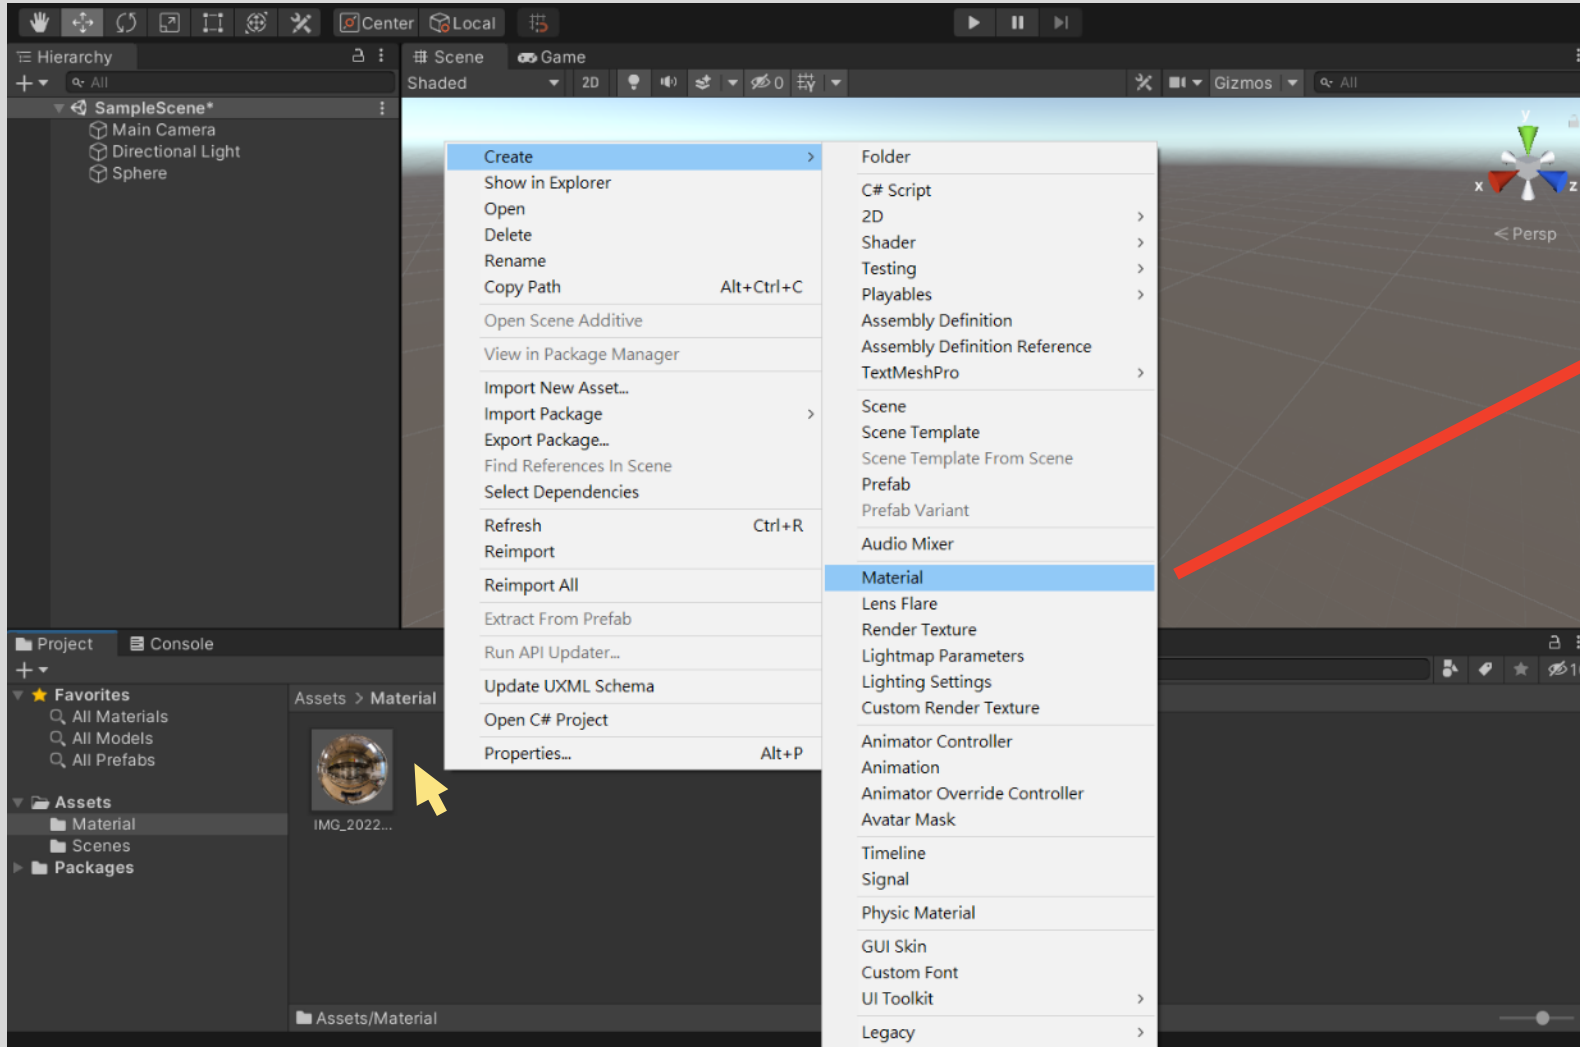 Center Local
Hierarchy
All
SampleScene*
Main Camera
Directional Light
Sphere
Scene Game
Shaded 2D 0 Gizmos All
y
x z
Persp
Create
Show in Explorer
Open
Delete
Rename
Copy Path Alt+Ctrl+C
Open Scene Additive
View in Package Manager
Import New Asset...
Import Package
Export Package...
Find References In Scene
Select Dependencies
Refresh Ctrl+R
Reimport
Reimport All
Extract From Prefab
Run API Updater...
Update UXML Schema
Open C# Project
Properties... Alt+P
Folder
C# Script
2D
Shader
Testing
Playables
Assembly Definition
Assembly Definition Reference
TextMeshPro
Scene
Scene Template
Scene Template From Scene
Prefab
Prefab Variant
Audio Mixer
Material
Lens Flare
Render Texture
Lightmap Parameters
Lighting Settings
Custom Render Texture
Animator Controller
Animation
Animator Override Controller
Avatar Mask
Timeline
Signal
Physic Material
GUI Skin
Custom Font
UI Toolkit
Legacy
Project Console
Favorites
All Materials
All Models
All Prefabs
Assets
Material
Scenes
Packages
Assets > Material
IMG_2022...
Assets/Material